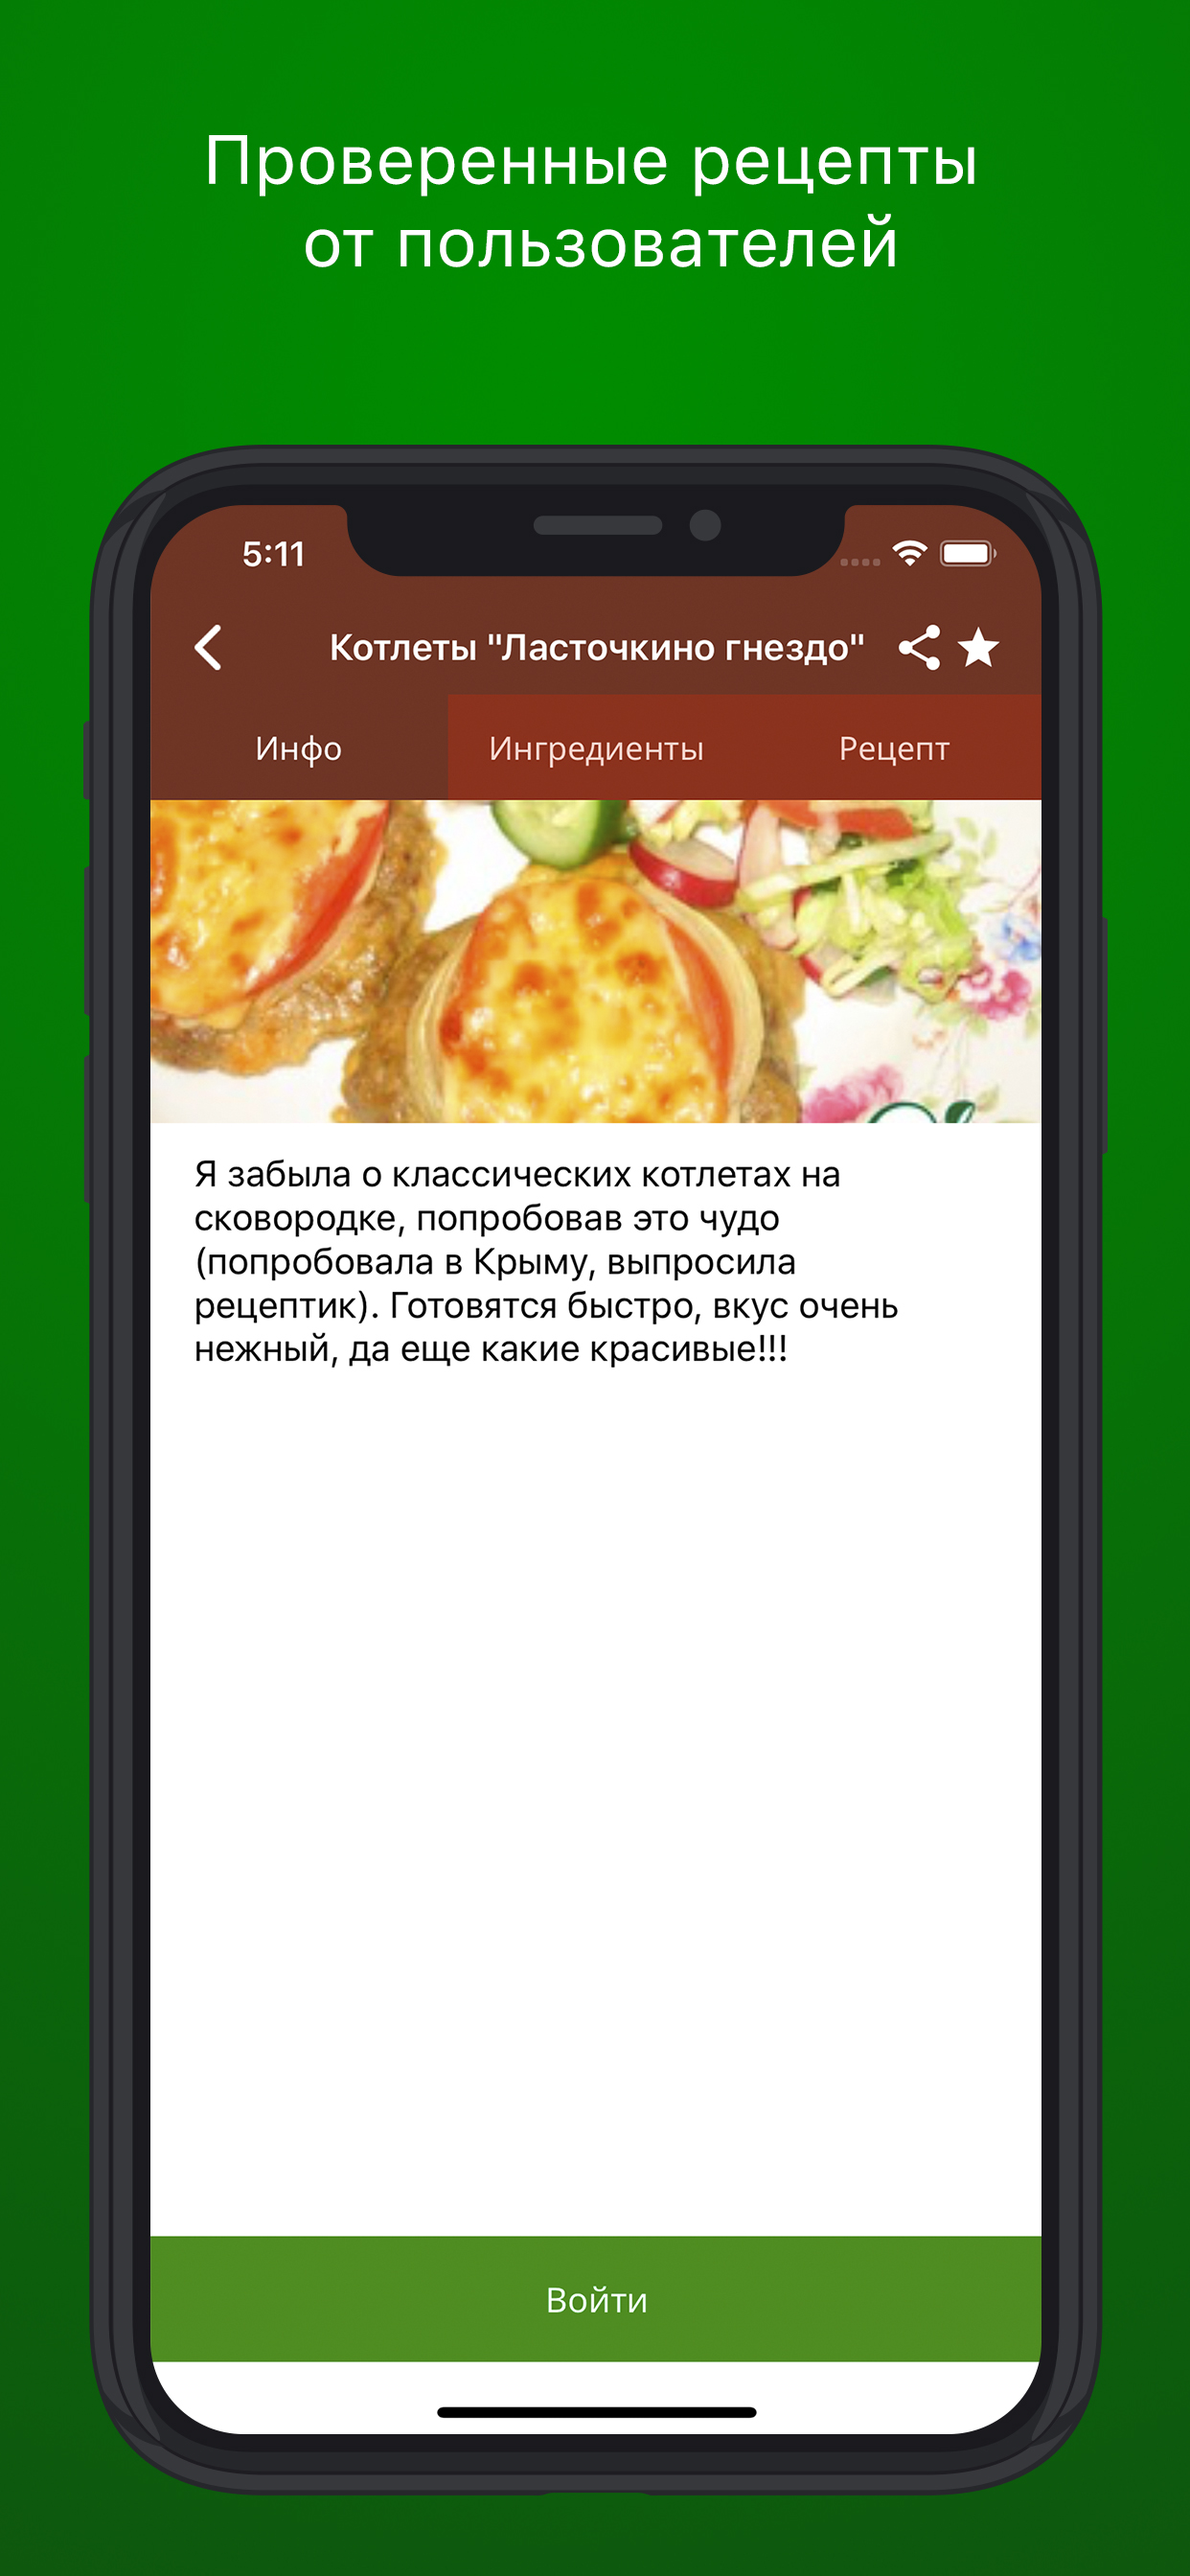 Проверенные рецепты
от пользователей
5:11
Котлеты "Ласточкино гнездо"
Инфо Ингредиенты Рецепт
Я забыла о классических котлетах на
сковородке, попробовав это чудо
(попробовала в Крыму, выпросила
рецептик). Готовятся быстро, вкус очень
нежный, да еще какие красивые!!!
Войти